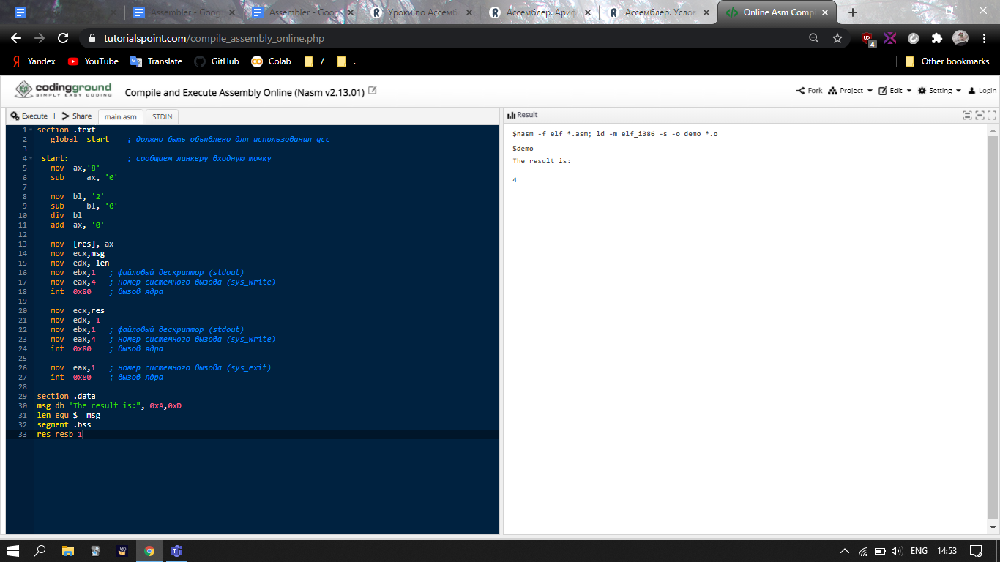 Assembler - Goog
Assembler - Goog
Уроки по Ассемб
Ассемблер. Ариф
Ассемблер. Усло
Online Asm Comp
tutorialspoint.com/compile_assembly_online.php
4
Yandex YouTube Translate GitHub Colab / . Other bookmarks
codingground
SIMPLY EASY CODING
Compile and Execute Assembly Online (Nasm v2.13.01)
Fork Project Edit Setting Login
Execute | Share main.asm STDIN
1 section .text
2 global _start ; должно быть объявлено для использования gcc
3
4 _start: ; сообщаем линкеру входную точку
5 mov ax,'8'
6 sub ax, '0'
7
8 mov bl, '2'
9 sub bl, '0'
10 div bl
11 add ax, '0'
12
13 mov [res], ax
14 mov ecx,msg
15 mov edx, len
16 mov ebx,1 ; файловый дескриптор (stdout)
17 mov eax,4 ; номер системного вызова (sys_write)
18 int 0x80 ; вызов ядра
19
20 mov ecx,res
21 mov edx, 1
22 mov ebx,1 ; файловый дескриптор (stdout)
23 mov eax,4 ; номер системного вызова (sys_write)
24 int 0x80 ; вызов ядра
25
26 mov eax,1 ; номер системного вызова (sys_exit)
27 int 0x80 ; вызов ядра
28
29 section .data
30 msg db "The result is:", 0xA,0xD
31 len equ $- msg
32 segment .bss
33 res resb 1
Result
$nasm -f elf *.asm; ld -m elf_i386 -s -o demo *.o
$demo
The result is:
4
ENG 14:53